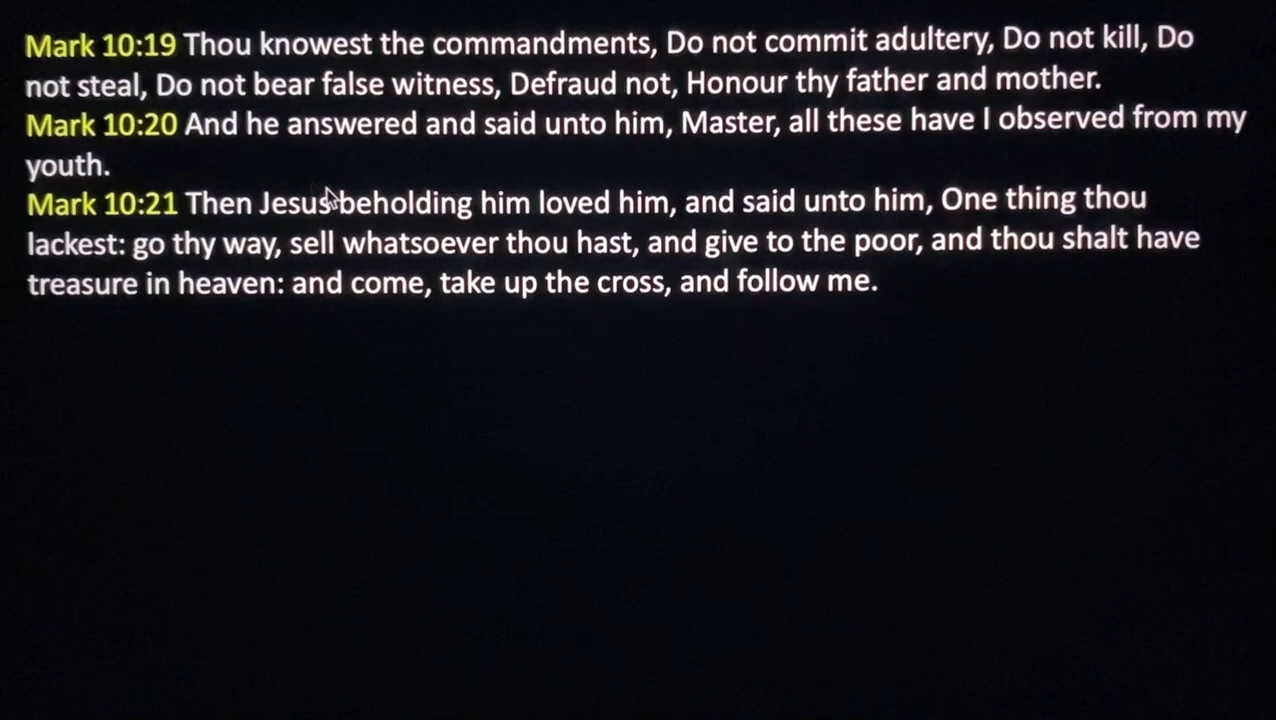 Mark 10:19 Thou knowest the commandments, Do not commit adultery, Do not kill, Do
not steal, Do not bear false witness, Defraud not, Honour thy father and mother.
Mark 10:20 And he answered and said unto him, Master, all these have I observed from my
youth.
Mark 10:21 Then Jesus beholding him loved him, and said unto him, One thing thou
lackest: go thy way, sell whatsoever thou hast, and give to the poor, and thou shalt have
treasure in heaven: and come, take up the cross, and follow me.